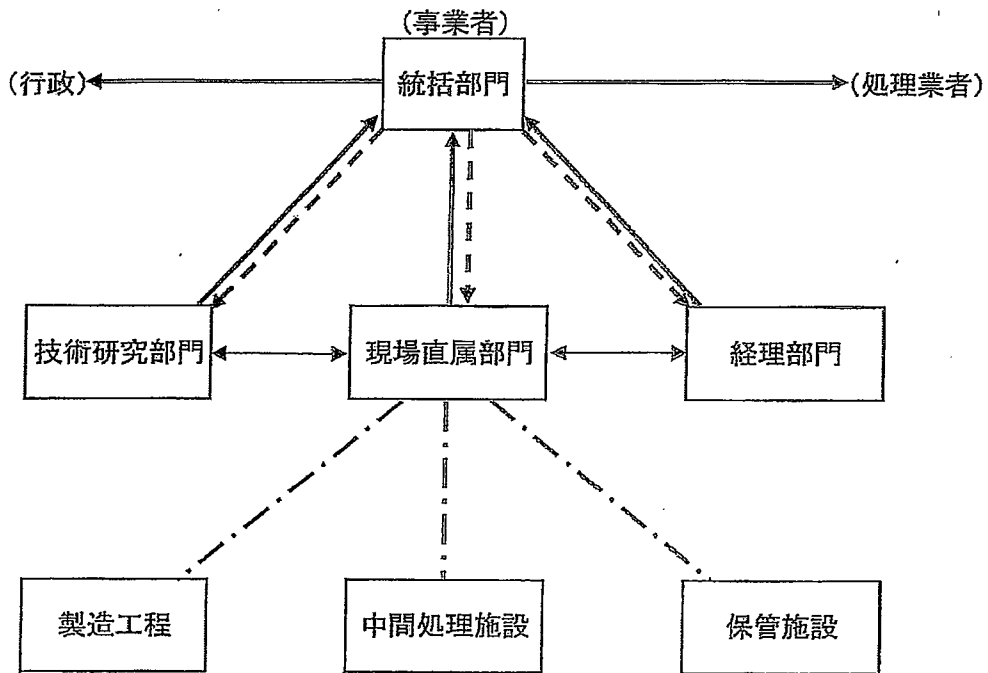 (事業者)
(行政)
統括部門
(処理業者)
技術研究部門
現場直属部門
経理部門
製造工程
中間処理施設
保管施設